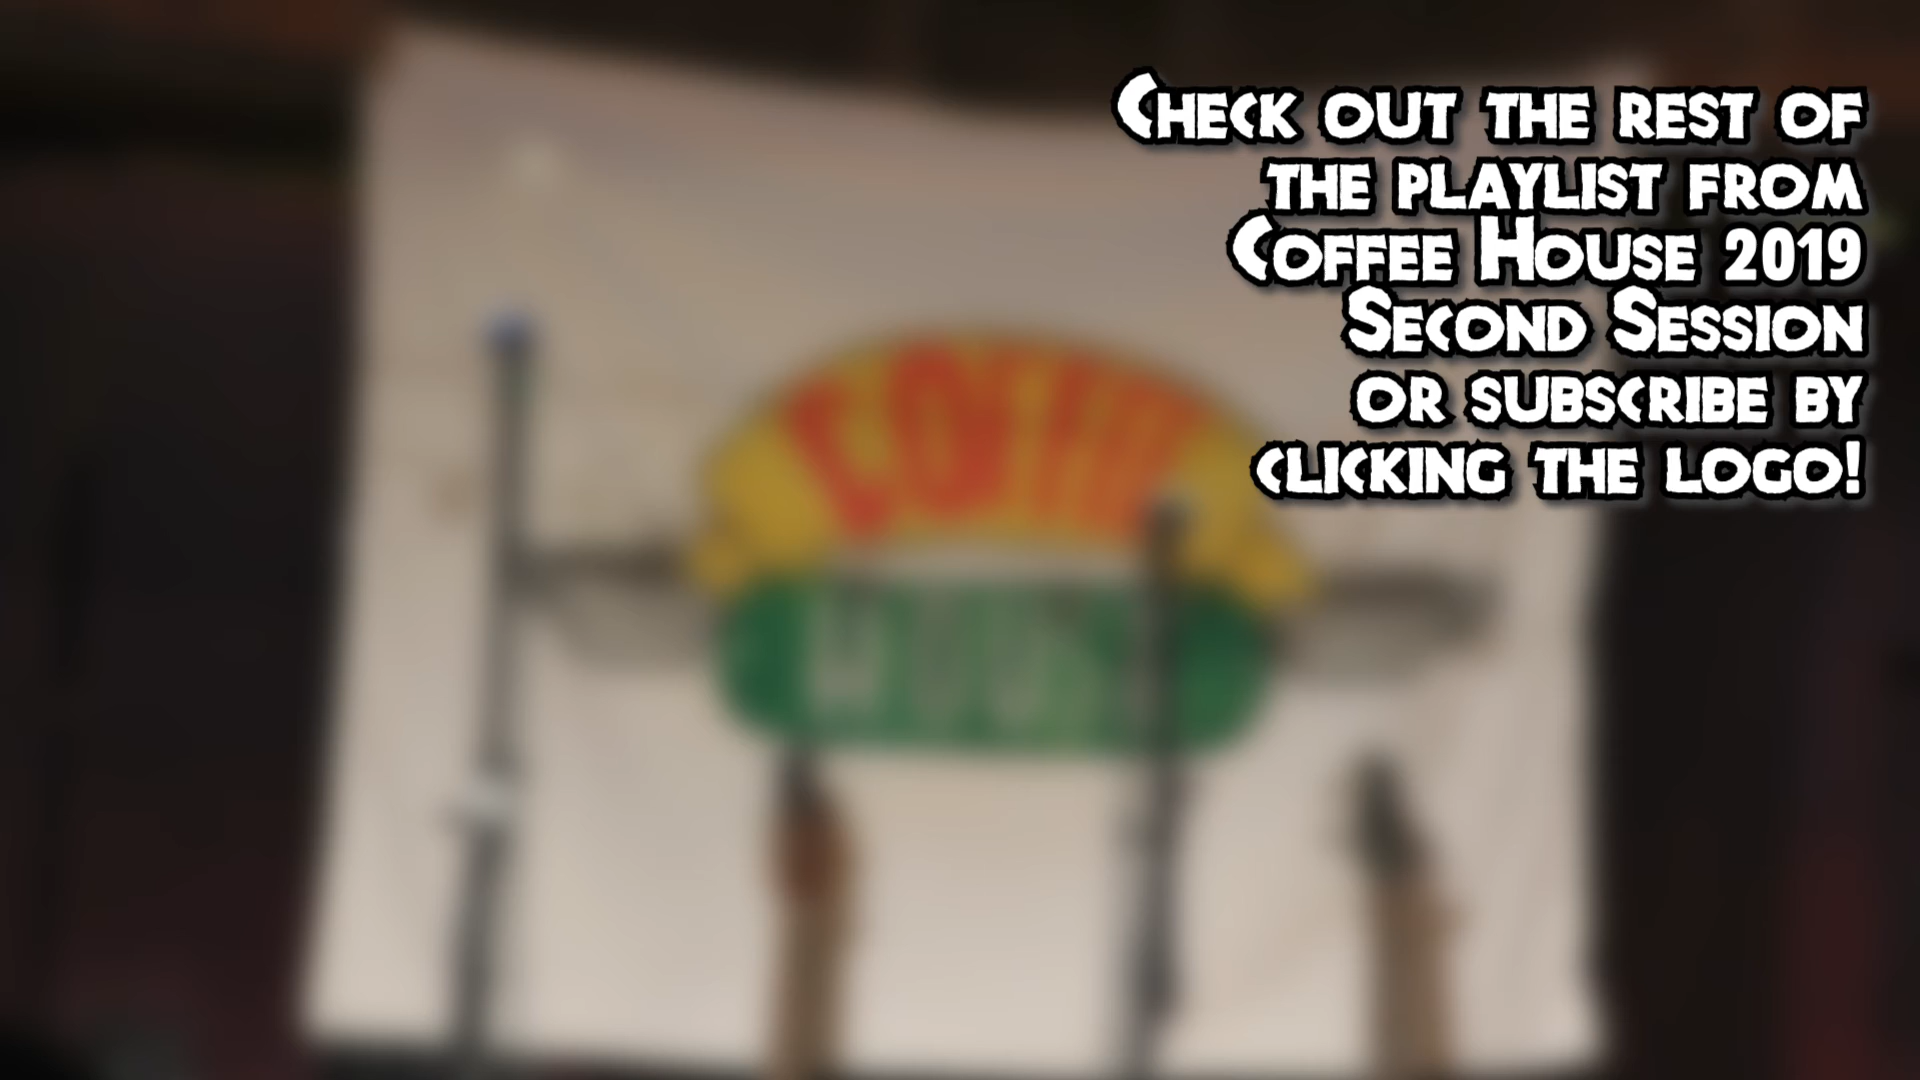 Check out the rest of
the playlist from
Coffee House 2019
Second Session
or subscribe by
clicking the logo!